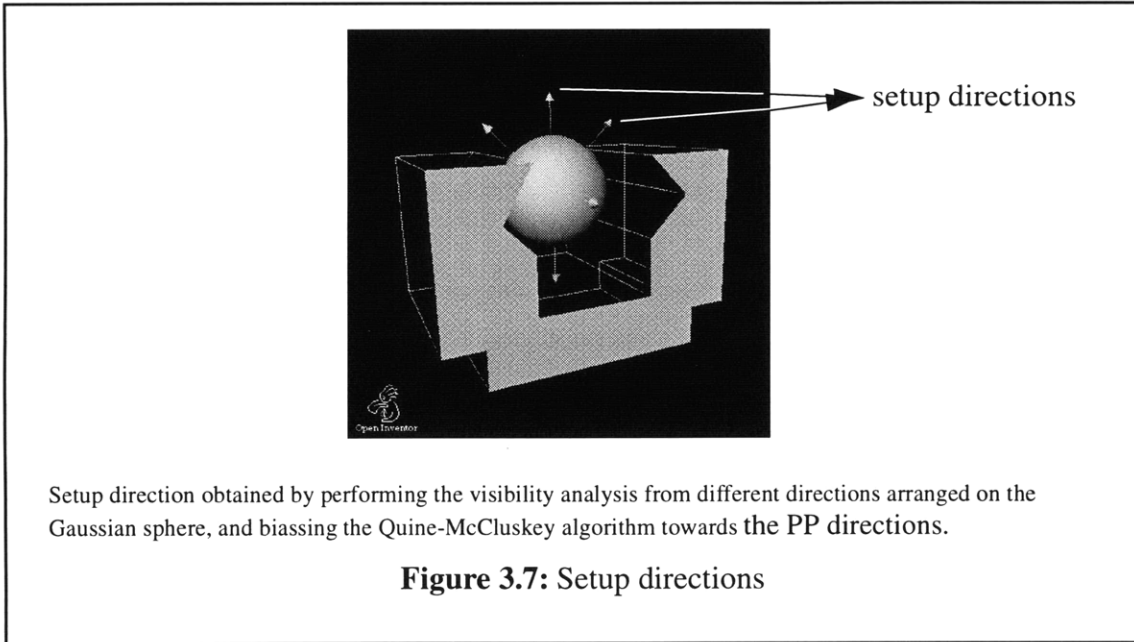 setup directions
Open Inventor
Setup direction obtained by performing the visibility analysis from different directions arranged on the
Gaussian sphere, and biassing the Quine-McCluskey algorithm towards the PP directions.
Figure 3.7: Setup directions